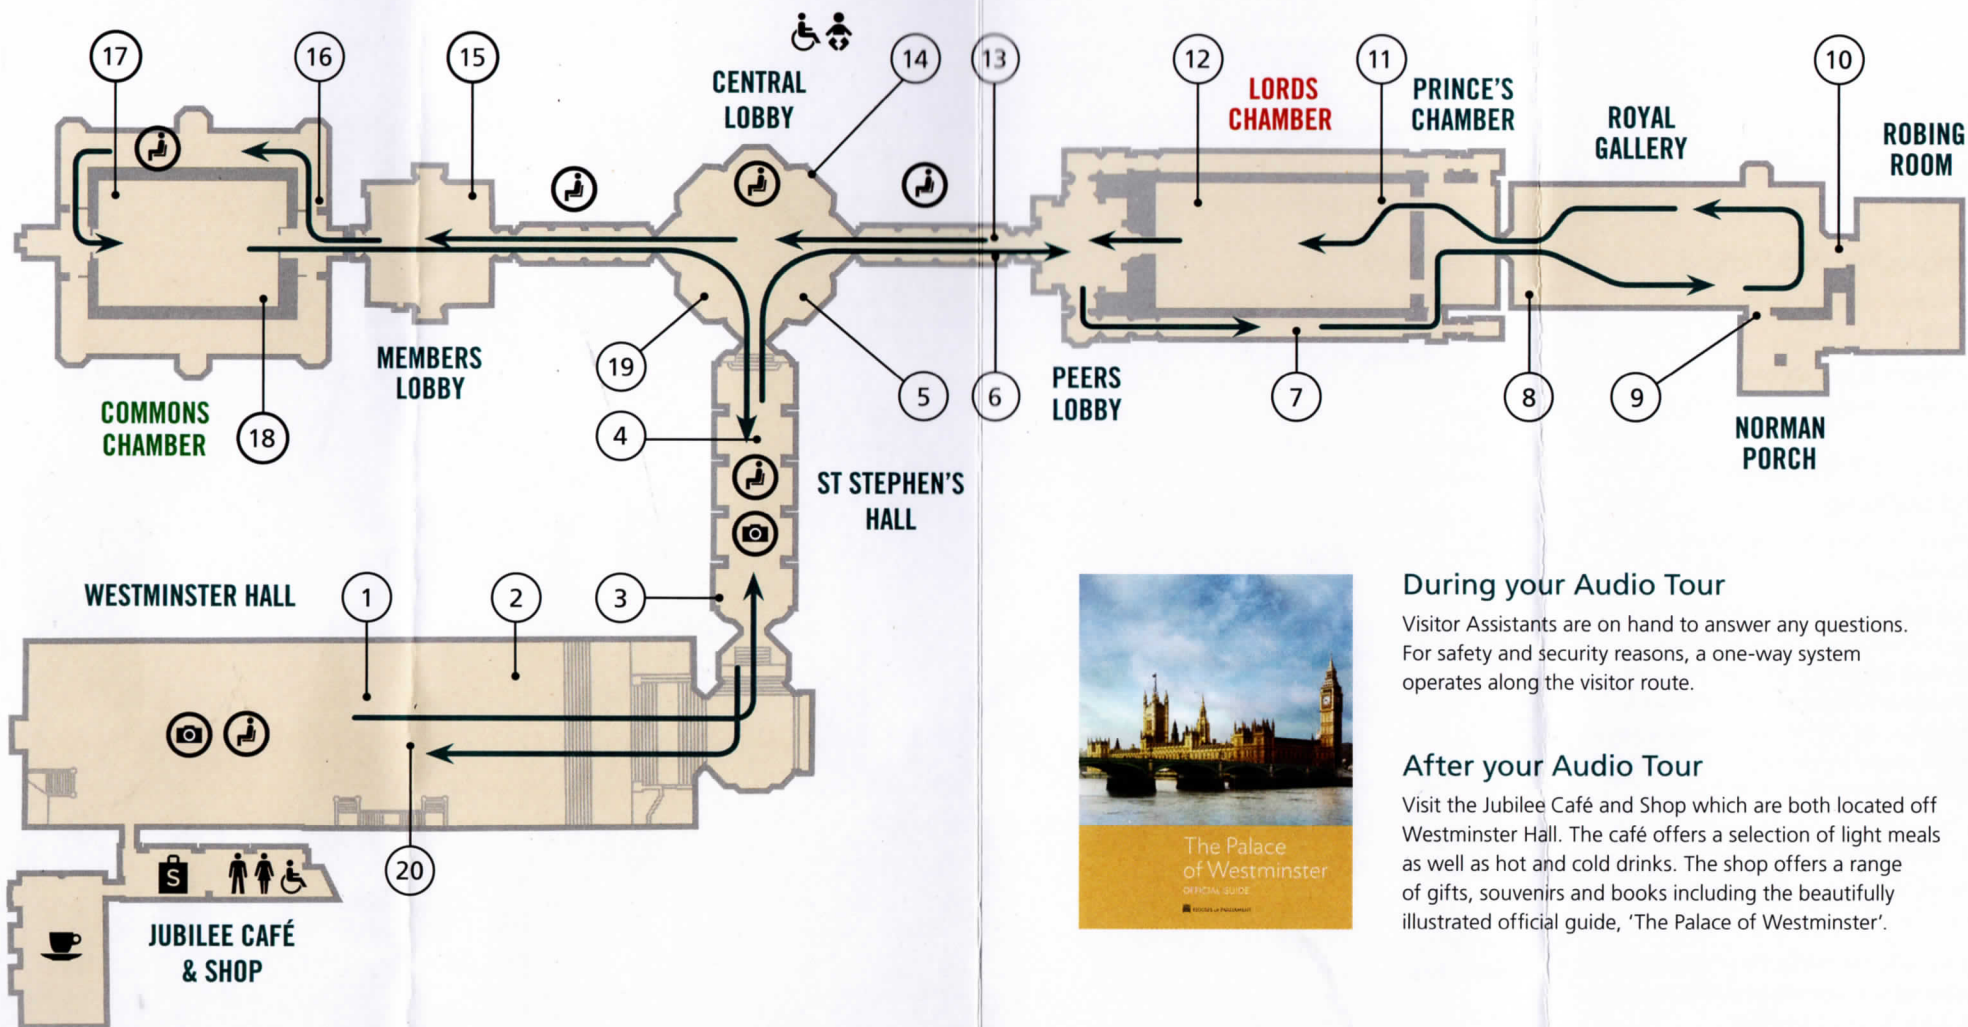 17
16
15
CENTRAL
LOBBY
14
13
12
LORDS
CHAMBER
11
PRINCE'S
CHAMBER
ROYAL
GALLERY
10
ROBING
ROOM
COMMONS
CHAMBER
18
MEMBERS
LOBBY
19
4
5
6
PEERS
LOBBY
7
8
9
NORMAN
PORCH
ST STEPHEN'S
HALL
WESTMINSTER HALL
1
2
3
20
S
JUBILEE CAFÉ
& SHOP
The Palace
of Westminster
OFFICIAL GUIDE
HOUSES OF PARLIAMENT
During your Audio Tour
Visitor Assistants are on hand to answer any questions.
For safety and security reasons, a one-way system
operates along the visitor route.
After your Audio Tour
Visit the Jubilee Café and Shop which are both located off
Westminster Hall. The café offers a selection of light meals
as well as hot and cold drinks. The shop offers a range
of gifts, souvenirs and books including the beautifully
illustrated official guide, 'The Palace of Westminster'.